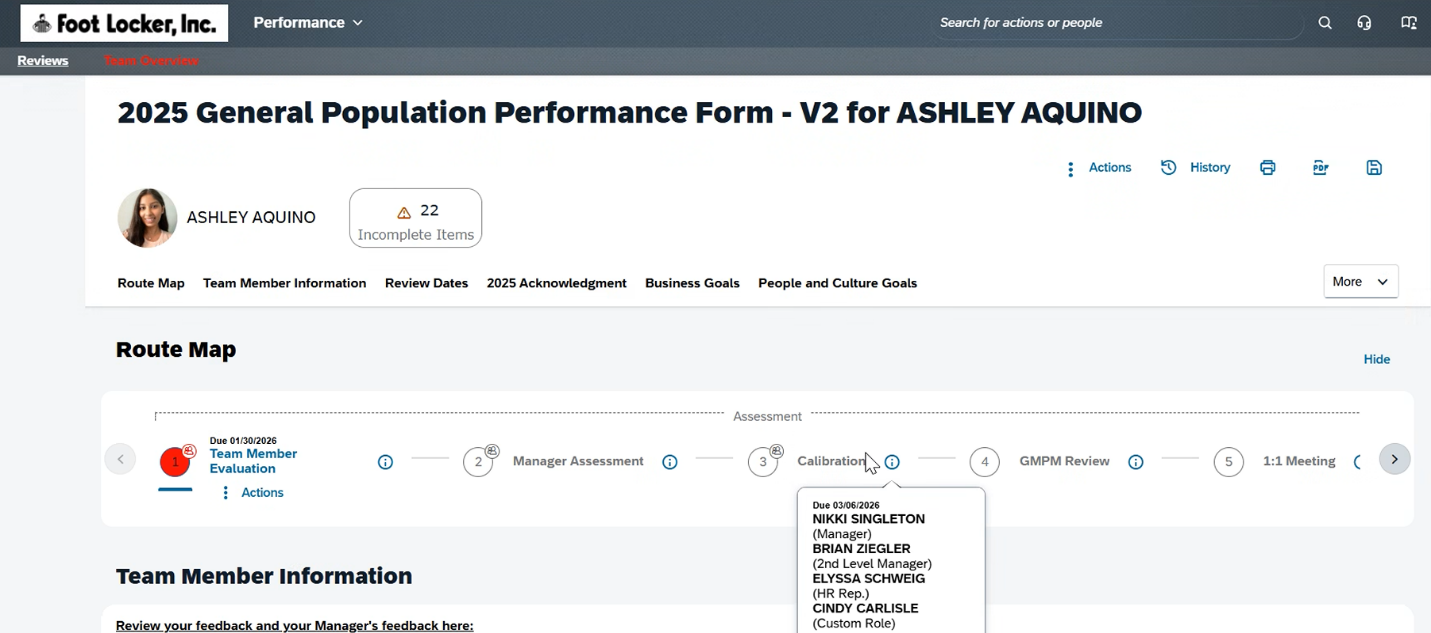 Foot Locker, Inc. Performance Search for actions or people
Reviews Team Overview
2025 General Population Performance Form - V2 for ASHLEY AQUINO
Actions History PDF
ASHLEY AQUINO 22
Incomplete Items
Route Map Team Member Information Review Dates 2025 Acknowledgment Business Goals People and Culture Goals More
Route Map
Hide
Assessment
Due 01/30/2026
1 Team Member Evaluation 2 Manager Assessment 3 Calibration 4 GMPM Review 5 1:1 Meeting
Actions
Due 03/06/2026
NIKKI SINGLETON
(Manager)
BRIAN ZIEGLER
(2nd Level Manager)
ELYSSA SCHWEIG
(HR Rep.)
CINDY CARLISLE
(Custom Role)
Team Member Information
Review your feedback and your Manager's feedback here: